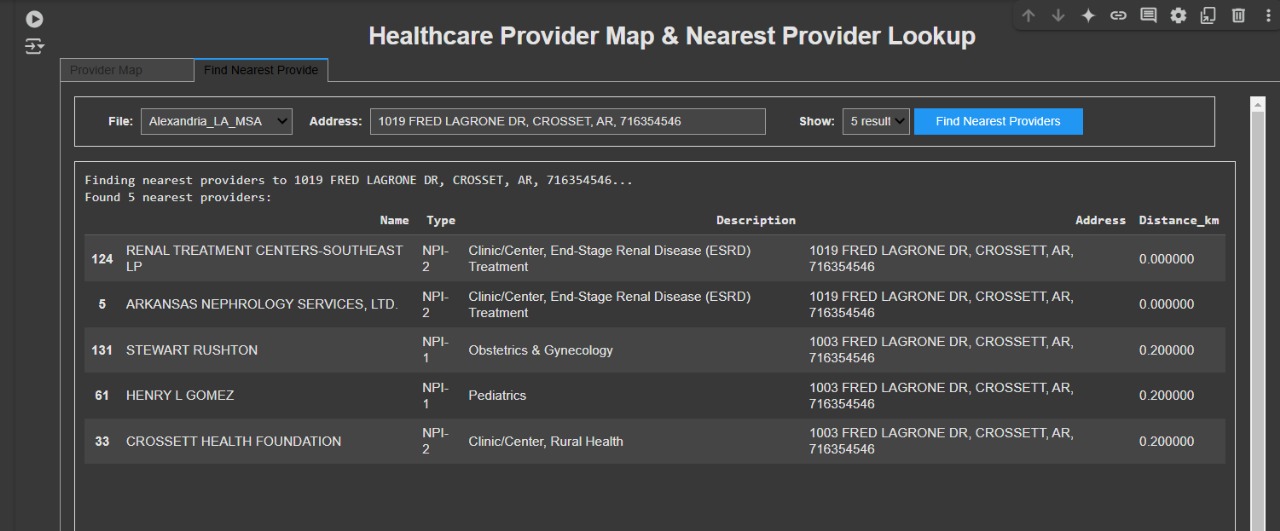 Healthcare Provider Map & Nearest Provider Lookup
Provider Map
Find Nearest Provide
File: Alexandria_LA_MSA Address: 1019 FRED LAGRONE DR, CROSSET, AR, 716354546 Show: 5 result Find Nearest Providers
Finding nearest providers to 1019 FRED LAGRONE DR, CROSSET, AR, 716354546...
Found 5 nearest providers:
Name Type Description Address Distance_km
124 RENAL TREATMENT CENTERS-SOUTHEAST LP NPI-2 Clinic/Center, End-Stage Renal Disease (ESRD) Treatment 1019 FRED LAGRONE DR, CROSSETT, AR, 716354546 0.000000
5 ARKANSAS NEPHROLOGY SERVICES, LTD. NPI-2 Clinic/Center, End-Stage Renal Disease (ESRD) Treatment 1019 FRED LAGRONE DR, CROSSETT, AR, 716354546 0.000000
131 STEWART RUSHTON NPI-1 Obstetrics & Gynecology 1003 FRED LAGRONE DR, CROSSETT, AR, 716354546 0.200000
61 HENRY L GOMEZ NPI-1 Pediatrics 1003 FRED LAGRONE DR, CROSSETT, AR, 716354546 0.200000
33 CROSSETT HEALTH FOUNDATION NPI-2 Clinic/Center, Rural Health 1003 FRED LAGRONE DR, CROSSETT, AR, 716354546 0.200000